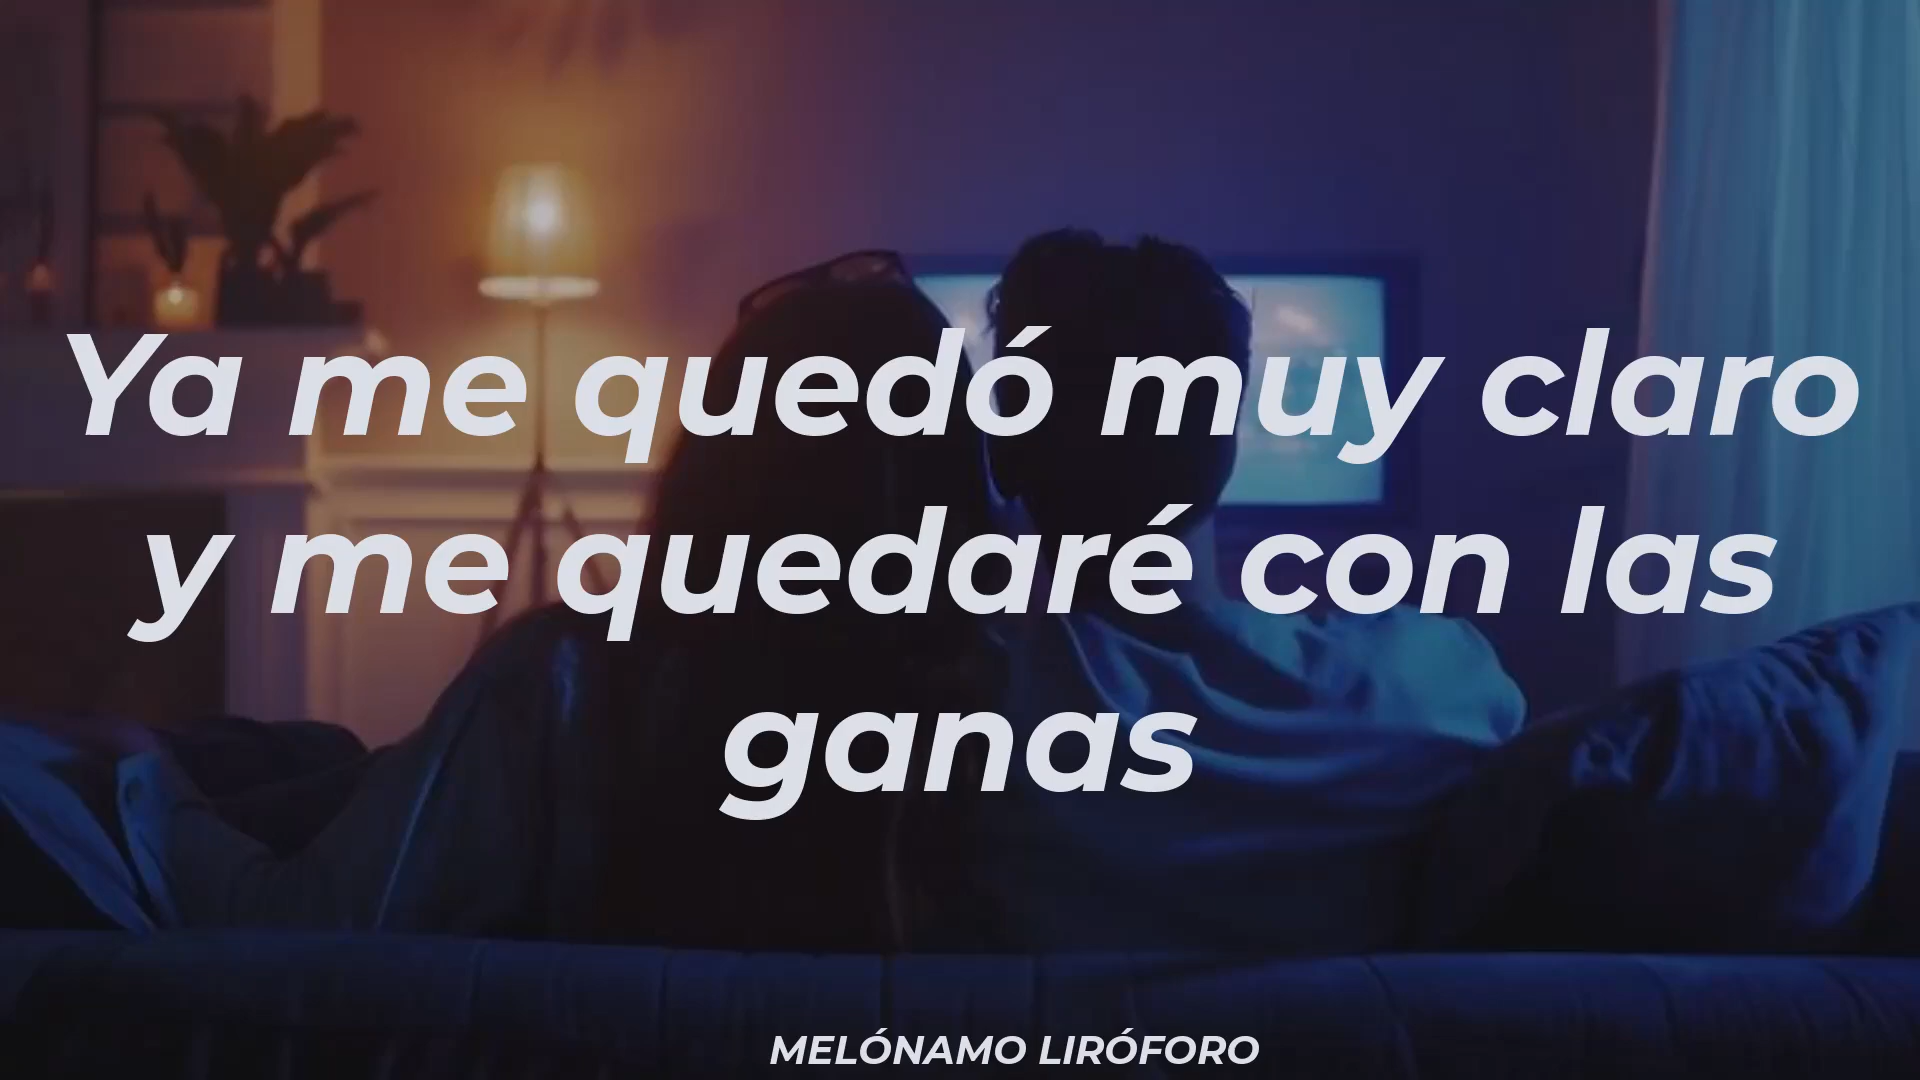 Ya me quedó muy claro
y me quedaré con las
ganas
MELÓNAMO LIRÓFORO